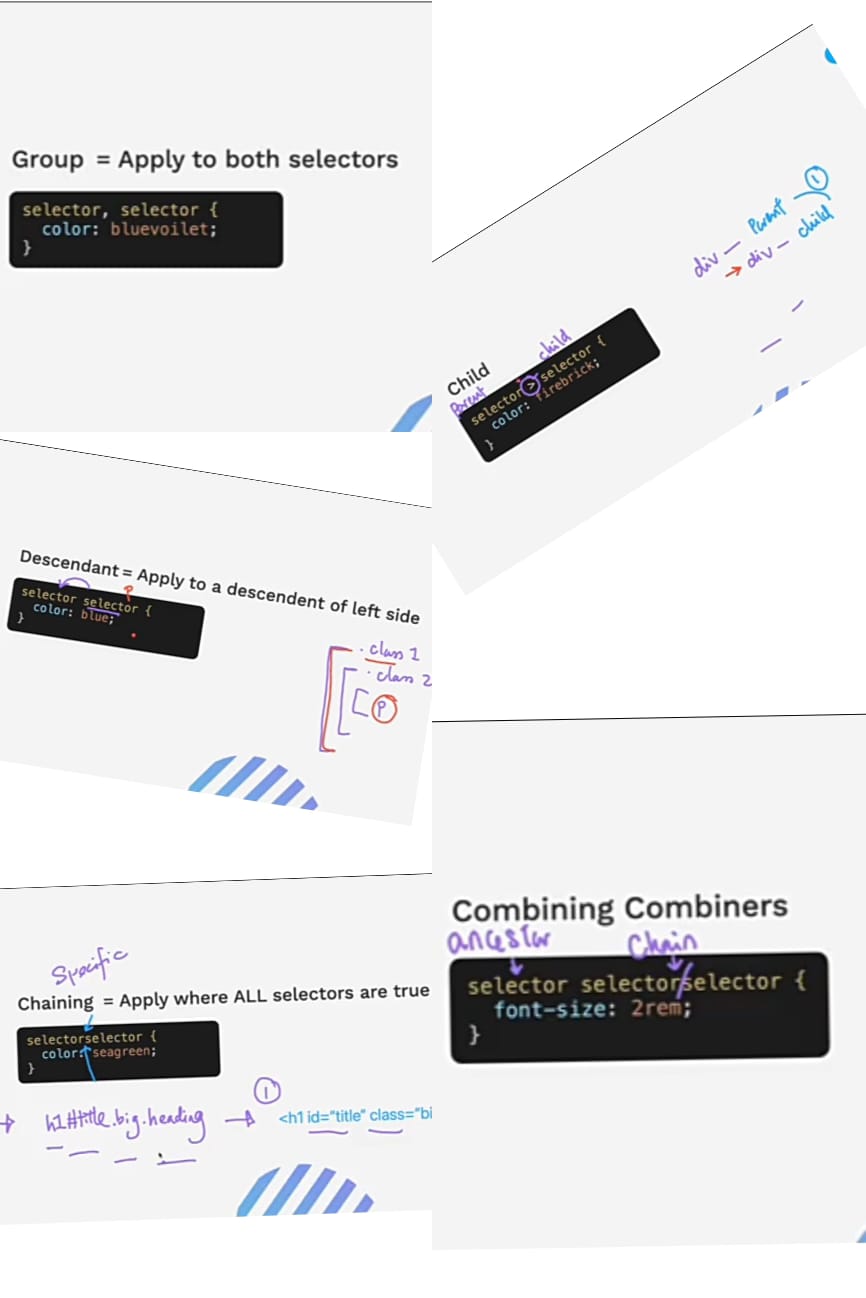 Group = Apply to both selectors
selector, selector {
color: bluevoilet;
}
div — Parent 1
→ div — child
Child
Parent
child
selector > selector {
color: firebrick;
}
Descendant = Apply to a descendent of left side
P
selector selector {
color: blue;
}
. class 1
. class 2
P
Specific
Chaining = Apply where ALL selectors are true
selectorselector {
color: seagreen;
}
→ h1#title.big.heading → 1 <h1 id="title" class="bi
Combining Combiners
ancestor
Chain
selector selector/selector {
font-size: 2rem;
}